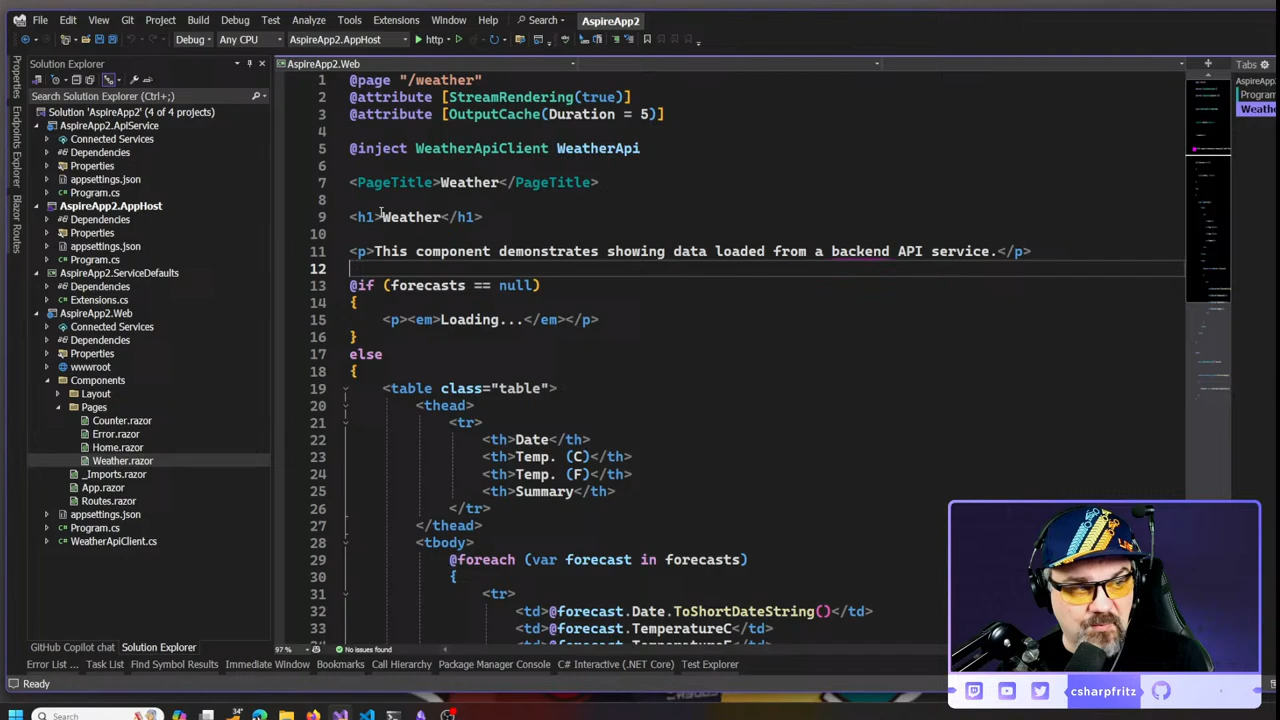 File Edit View Git Project Build Debug Test Analyze Tools Extensions Window Help Search AspireApp2
Debug Any CPU AspireApp2.AppHost http
Properties
Endpoints Explorer
Blazor Routes
Solution Explorer
Search Solution Explorer (Ctrl+;)
Solution 'AspireApp2' (4 of 4 projects)
AspireApp2.ApiService
Connected Services
Dependencies
Properties
appsettings.json
Program.cs
AspireApp2.AppHost
Dependencies
Properties
appsettings.json
Program.cs
AspireApp2.ServiceDefaults
Dependencies
Extensions.cs
AspireApp2.Web
Connected Services
Dependencies
Properties
wwwroot
Components
Layout
Pages
Counter.razor
Error.razor
Home.razor
Weather.razor
_Imports.razor
App.razor
Routes.razor
appsettings.json
Program.cs
WeatherApiClient.cs
GitHub Copilot chat Solution Explorer
AspireApp2.Web
1 @page "/weather"
2 @attribute [StreamRendering(true)]
3 @attribute [OutputCache(Duration = 5)]
4
5 @inject WeatherApiClient WeatherApi
6
7 <PageTitle>Weather</PageTitle>
8
9 <h1>Weather</h1>
10
11 <p>This component demonstrates showing data loaded from a backend API service.</p>
12
13 @if (forecasts == null)
14 {
15 <p><em>Loading...</em></p>
16 }
17 else
18 {
19 <table class="table">
20 <thead>
21 <tr>
22 <th>Date</th>
23 <th>Temp. (C)</th>
24 <th>Temp. (F)</th>
25 <th>Summary</th>
26 </tr>
27 </thead>
28 <tbody>
29 @foreach (var forecast in forecasts)
30 {
31 <tr>
32 <td>@forecast.Date.ToShortDateString()</td>
33 <td>@forecast.TemperatureC</td>
97 % No issues found
Tabs
AspireApp2
Program
Weathe
Error List ... Task List Find Symbol Results Immediate Window Bookmarks Call Hierarchy Package Manager Console C# Interactive (.NET Core) Test Explorer
Ready
csharpfritz
Search 34°